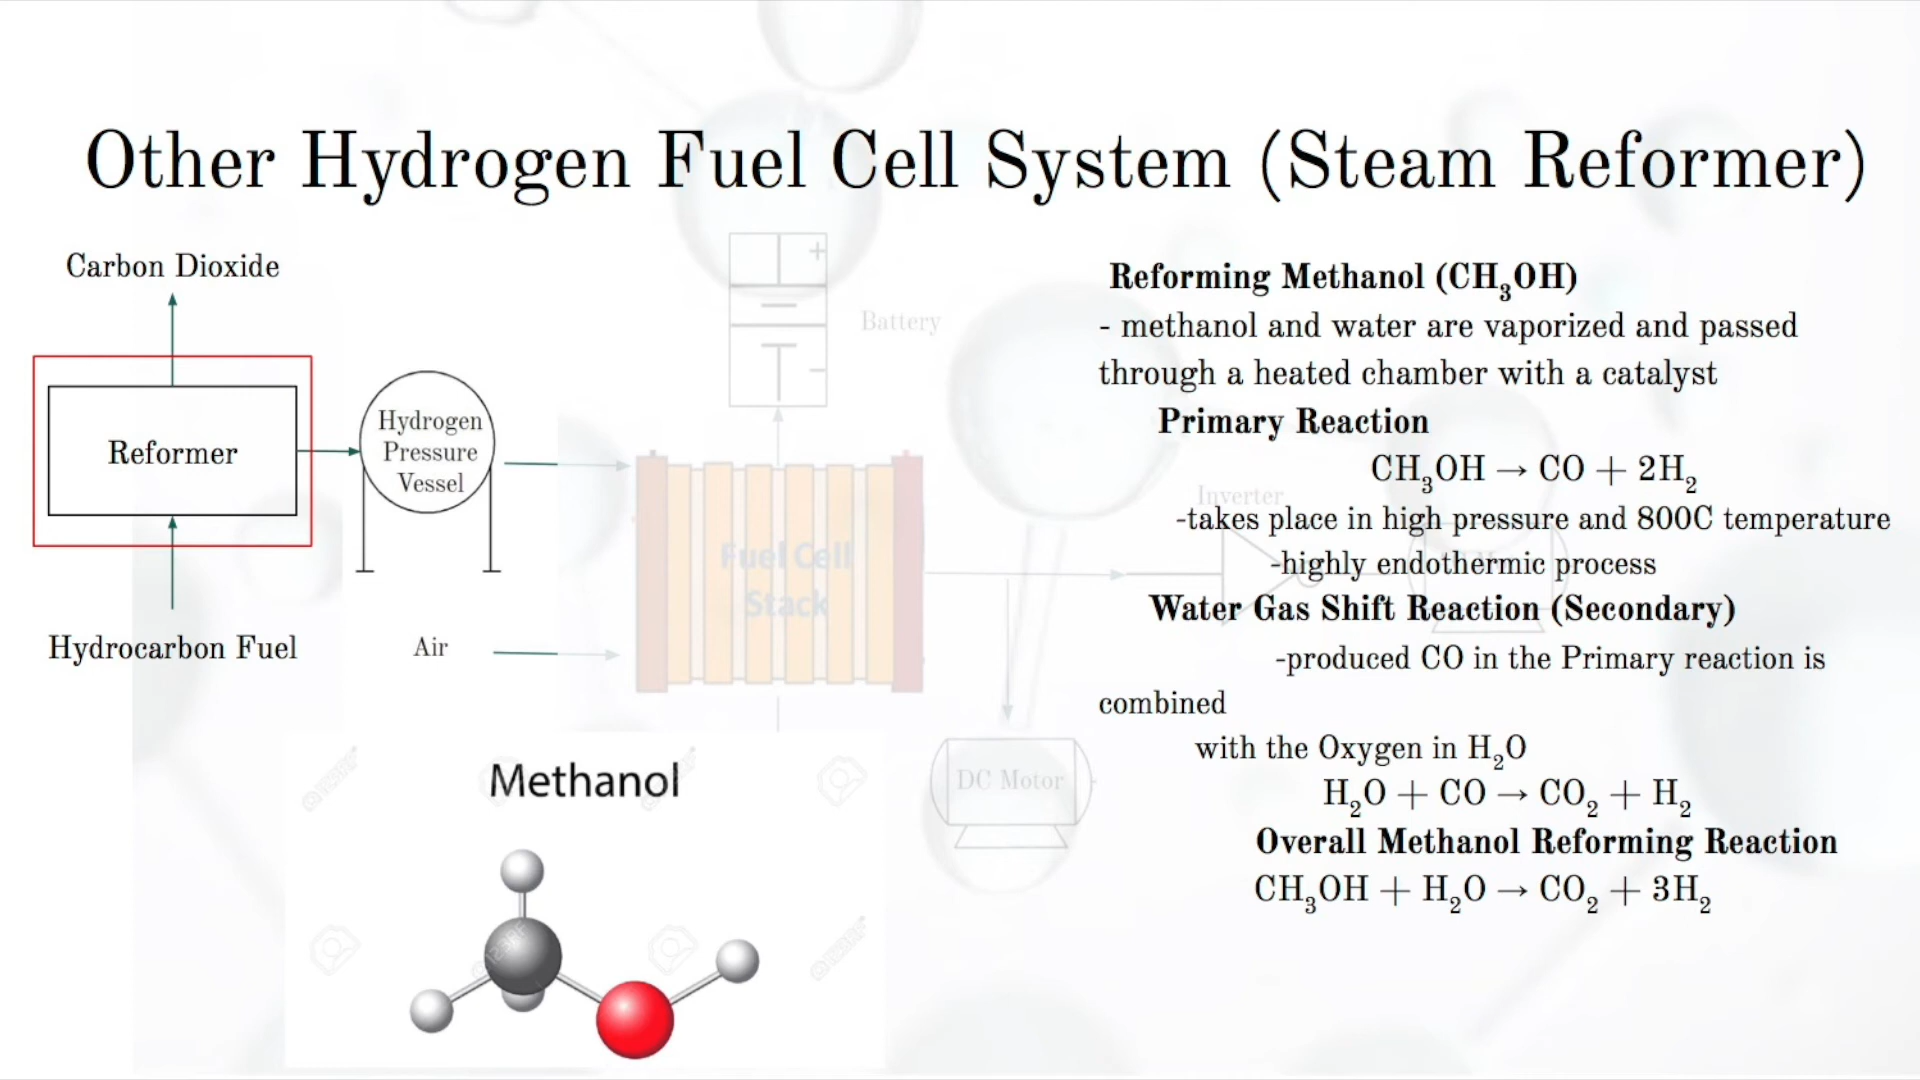 Other Hydrogen Fuel Cell System (Steam Reformer)
Carbon Dioxide
Reformer
Hydrogen
Pressure
Vessel
Hydrocarbon Fuel
Air
Battery
+
−
Fuel Cell
Stack
Inverter
DC Motor
Methanol
123RF
Reforming Methanol (CH₃OH)
- methanol and water are vaporized and passed
through a heated chamber with a catalyst
Primary Reaction
CH₃OH → CO + 2H₂
-takes place in high pressure and 800C temperature
-highly endothermic process
Water Gas Shift Reaction (Secondary)
-produced CO in the Primary reaction is
combined
with the Oxygen in H₂O
H₂O + CO → CO₂ + H₂
Overall Methanol Reforming Reaction
CH₃OH + H₂O → CO₂ + 3H₂